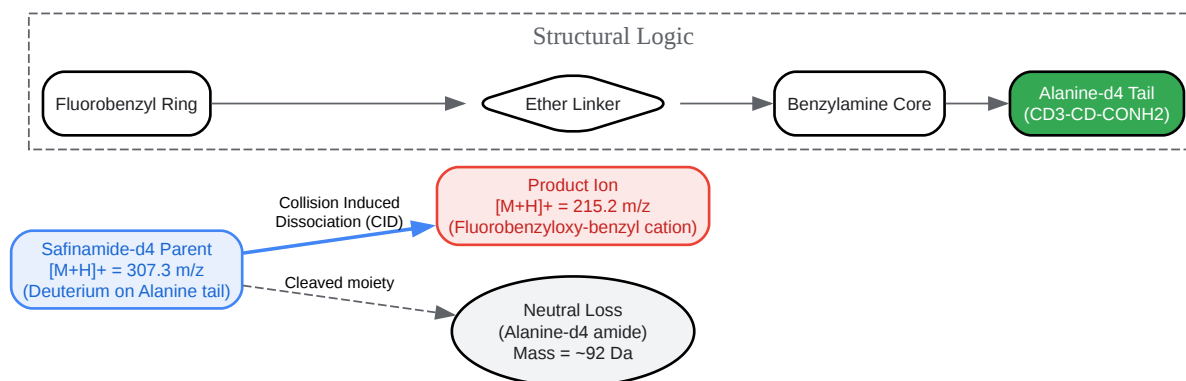 Structural Logic
Fluorobenzyl Ring
Ether Linker
Benzylamine Core
Alanine-d4 Tail
(CD3-CD-CONH2)
Collision Induced
Dissociation (CID)
Product Ion
[M+H]+ = 215.2 m/z
(Fluorobenzyloxy-benzyl cation)
Safinamide-d4 Parent
[M+H]+ = 307.3 m/z
(Deuterium on Alanine tail)
Cleaved moiety
Neutral Loss
(Alanine-d4 amide)
Mass = ~92 Da